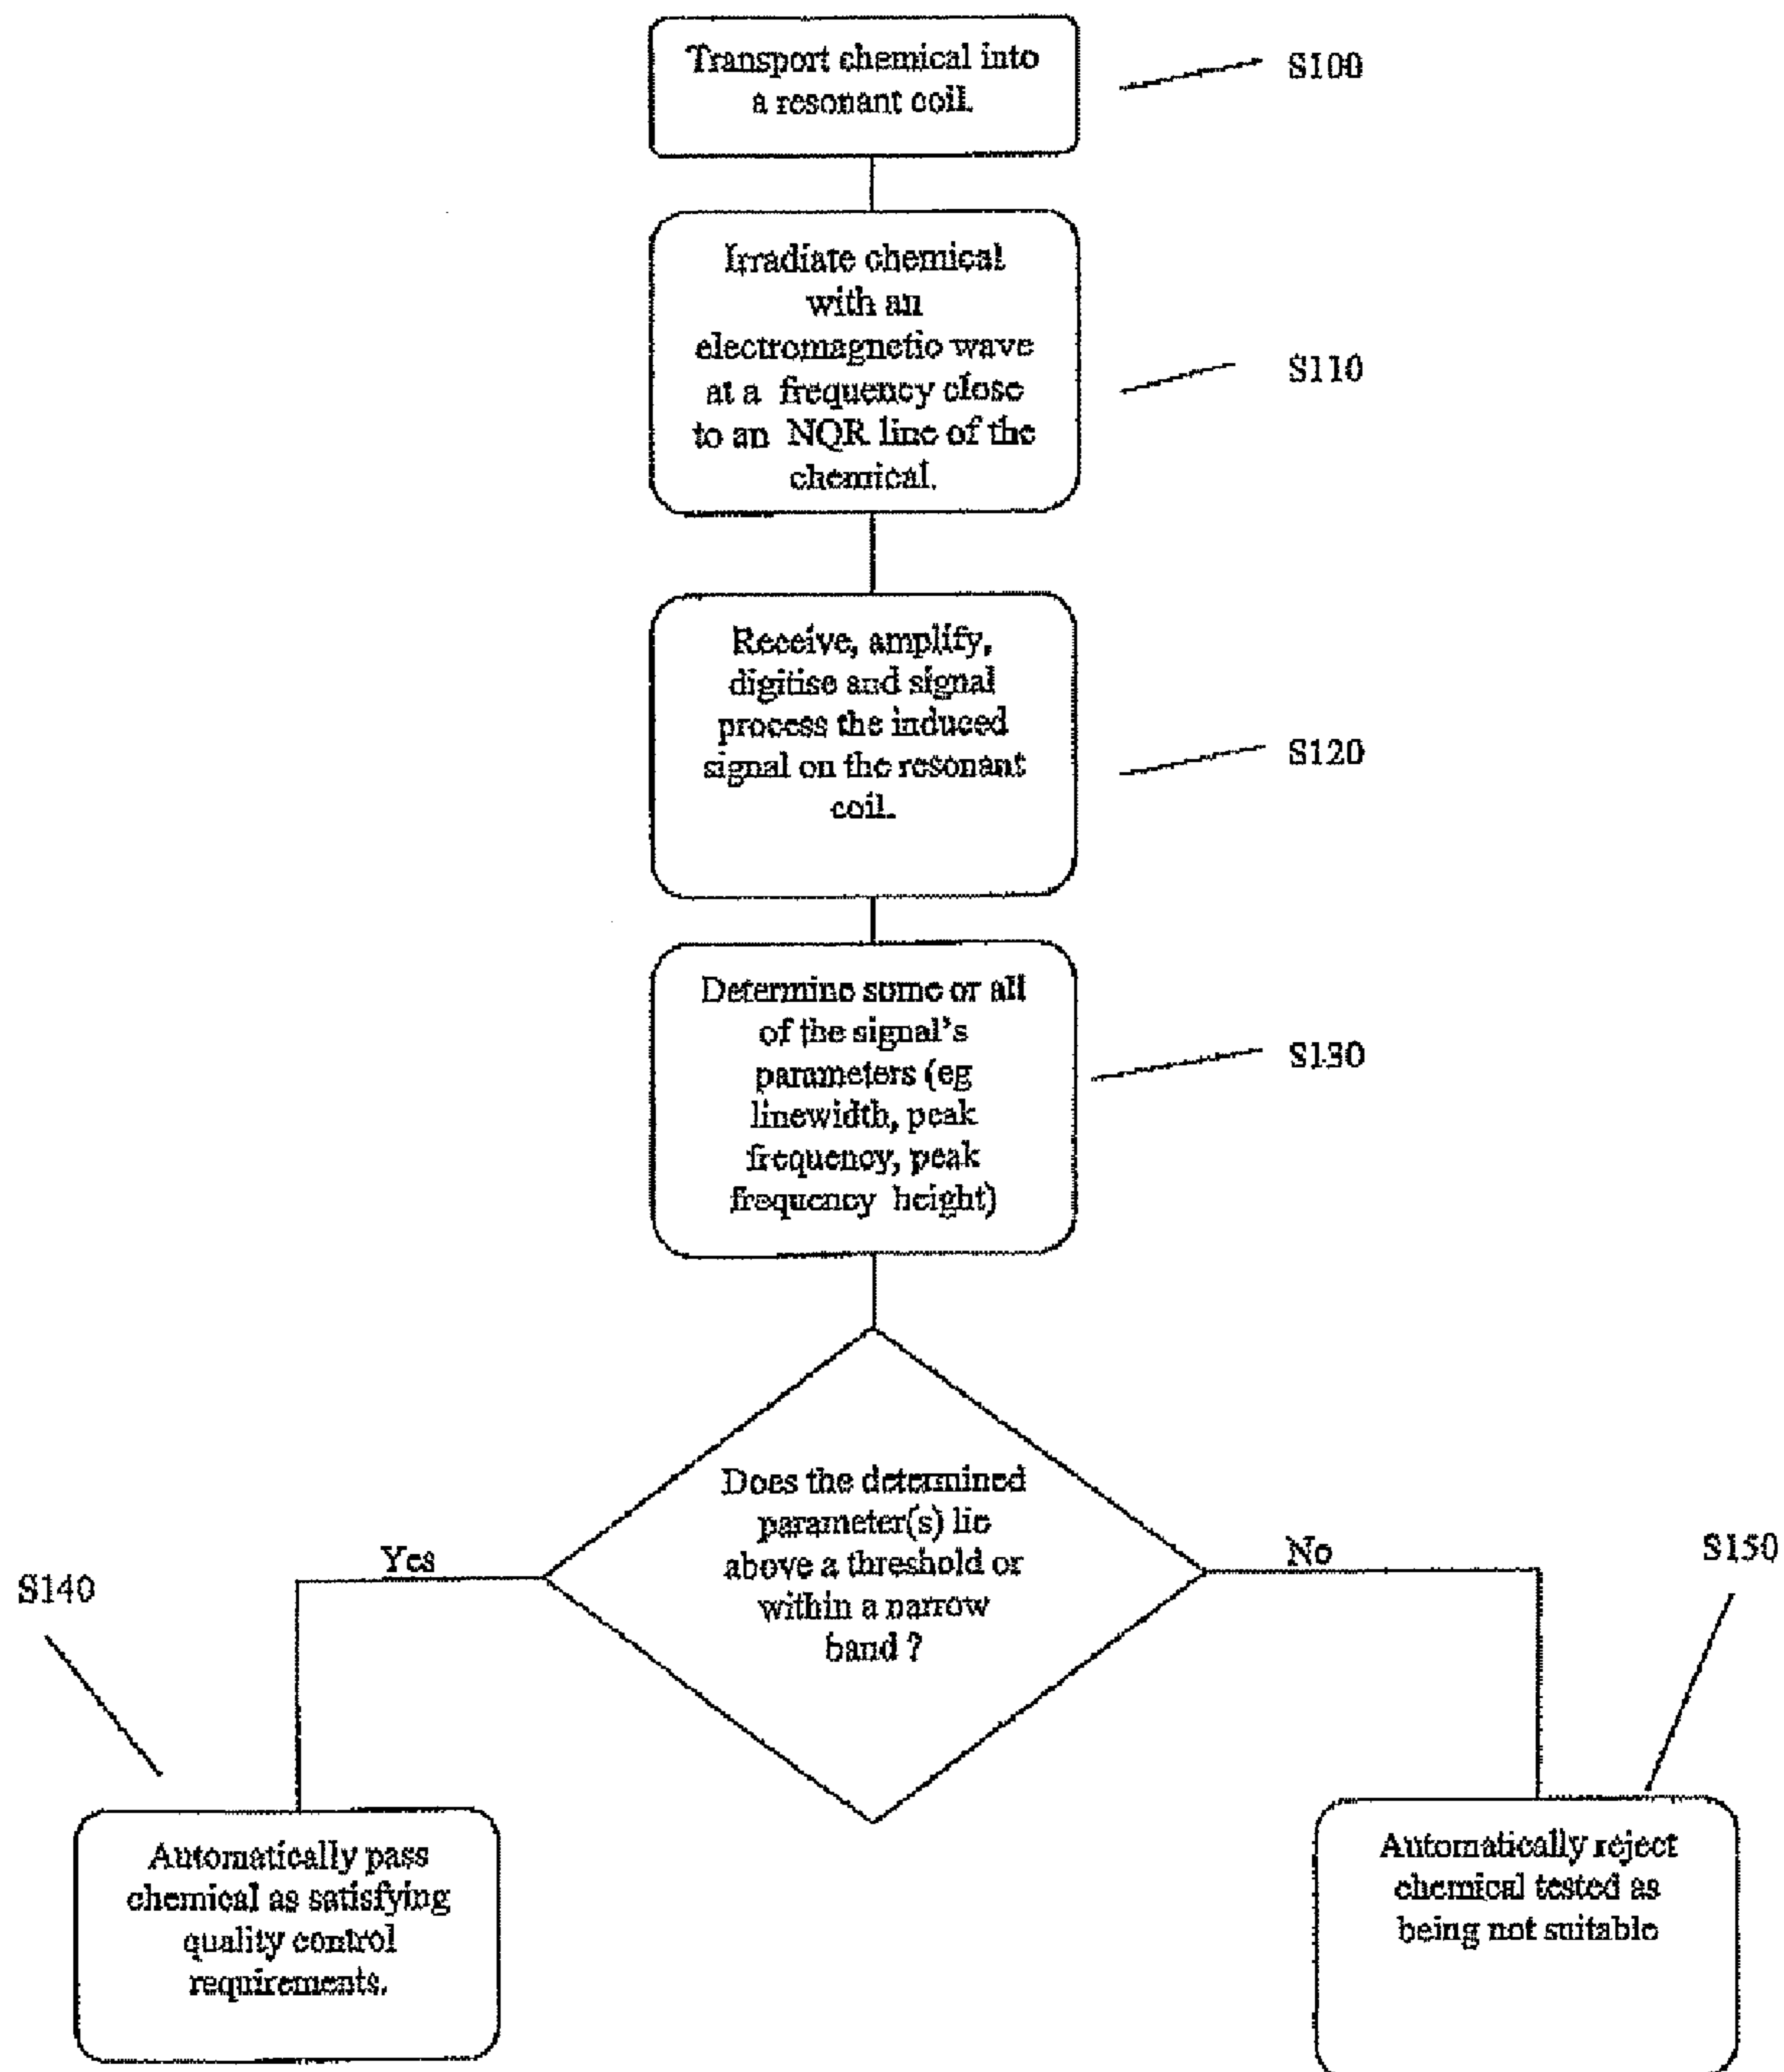 Transport chemical into
a resonant coil.
S100
Irradiate chemical
with an
electromagnetic wave
at a frequency close
to an NQR line of the
chemical.
S110
Receive, amplify,
digitise and signal
process the induced
signal on the resonant
coil.
S120
Determine some or all
of the signal's
parameters (eg
linewidth, peak
frequency, peak
frequency height)
S130
Does the determined
parameter(s) lie
above a threshold or
within a narrow
band ?
Yes
No
S140
S150
Automatically pass
chemical as satisfying
quality control
requirements.
Automatically reject
chemical tested as
being not suitable